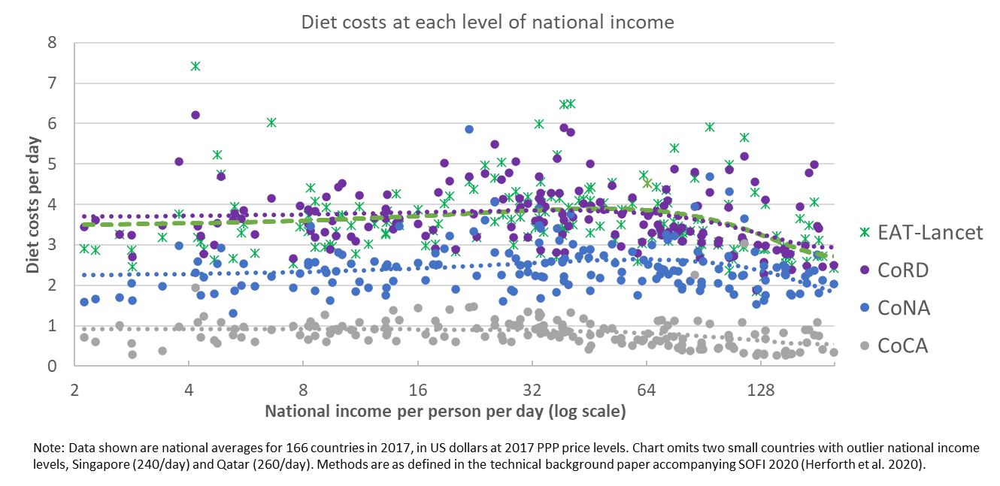 Diet costs at each level of national income
8
7
6
5
4
3
2
1
0
Diet costs per day
2 4 8 16 32 64 128
National income per person per day (log scale)
EAT-Lancet
CoRD
CoNA
CoCA
Note: Data shown are national averages for 166 countries in 2017, in US dollars at 2017 PPP price levels. Chart omits two small countries with outlier national income
levels, Singapore (240/day) and Qatar (260/day). Methods are as defined in the technical background paper accompanying SOFI 2020 (Herforth et al. 2020).